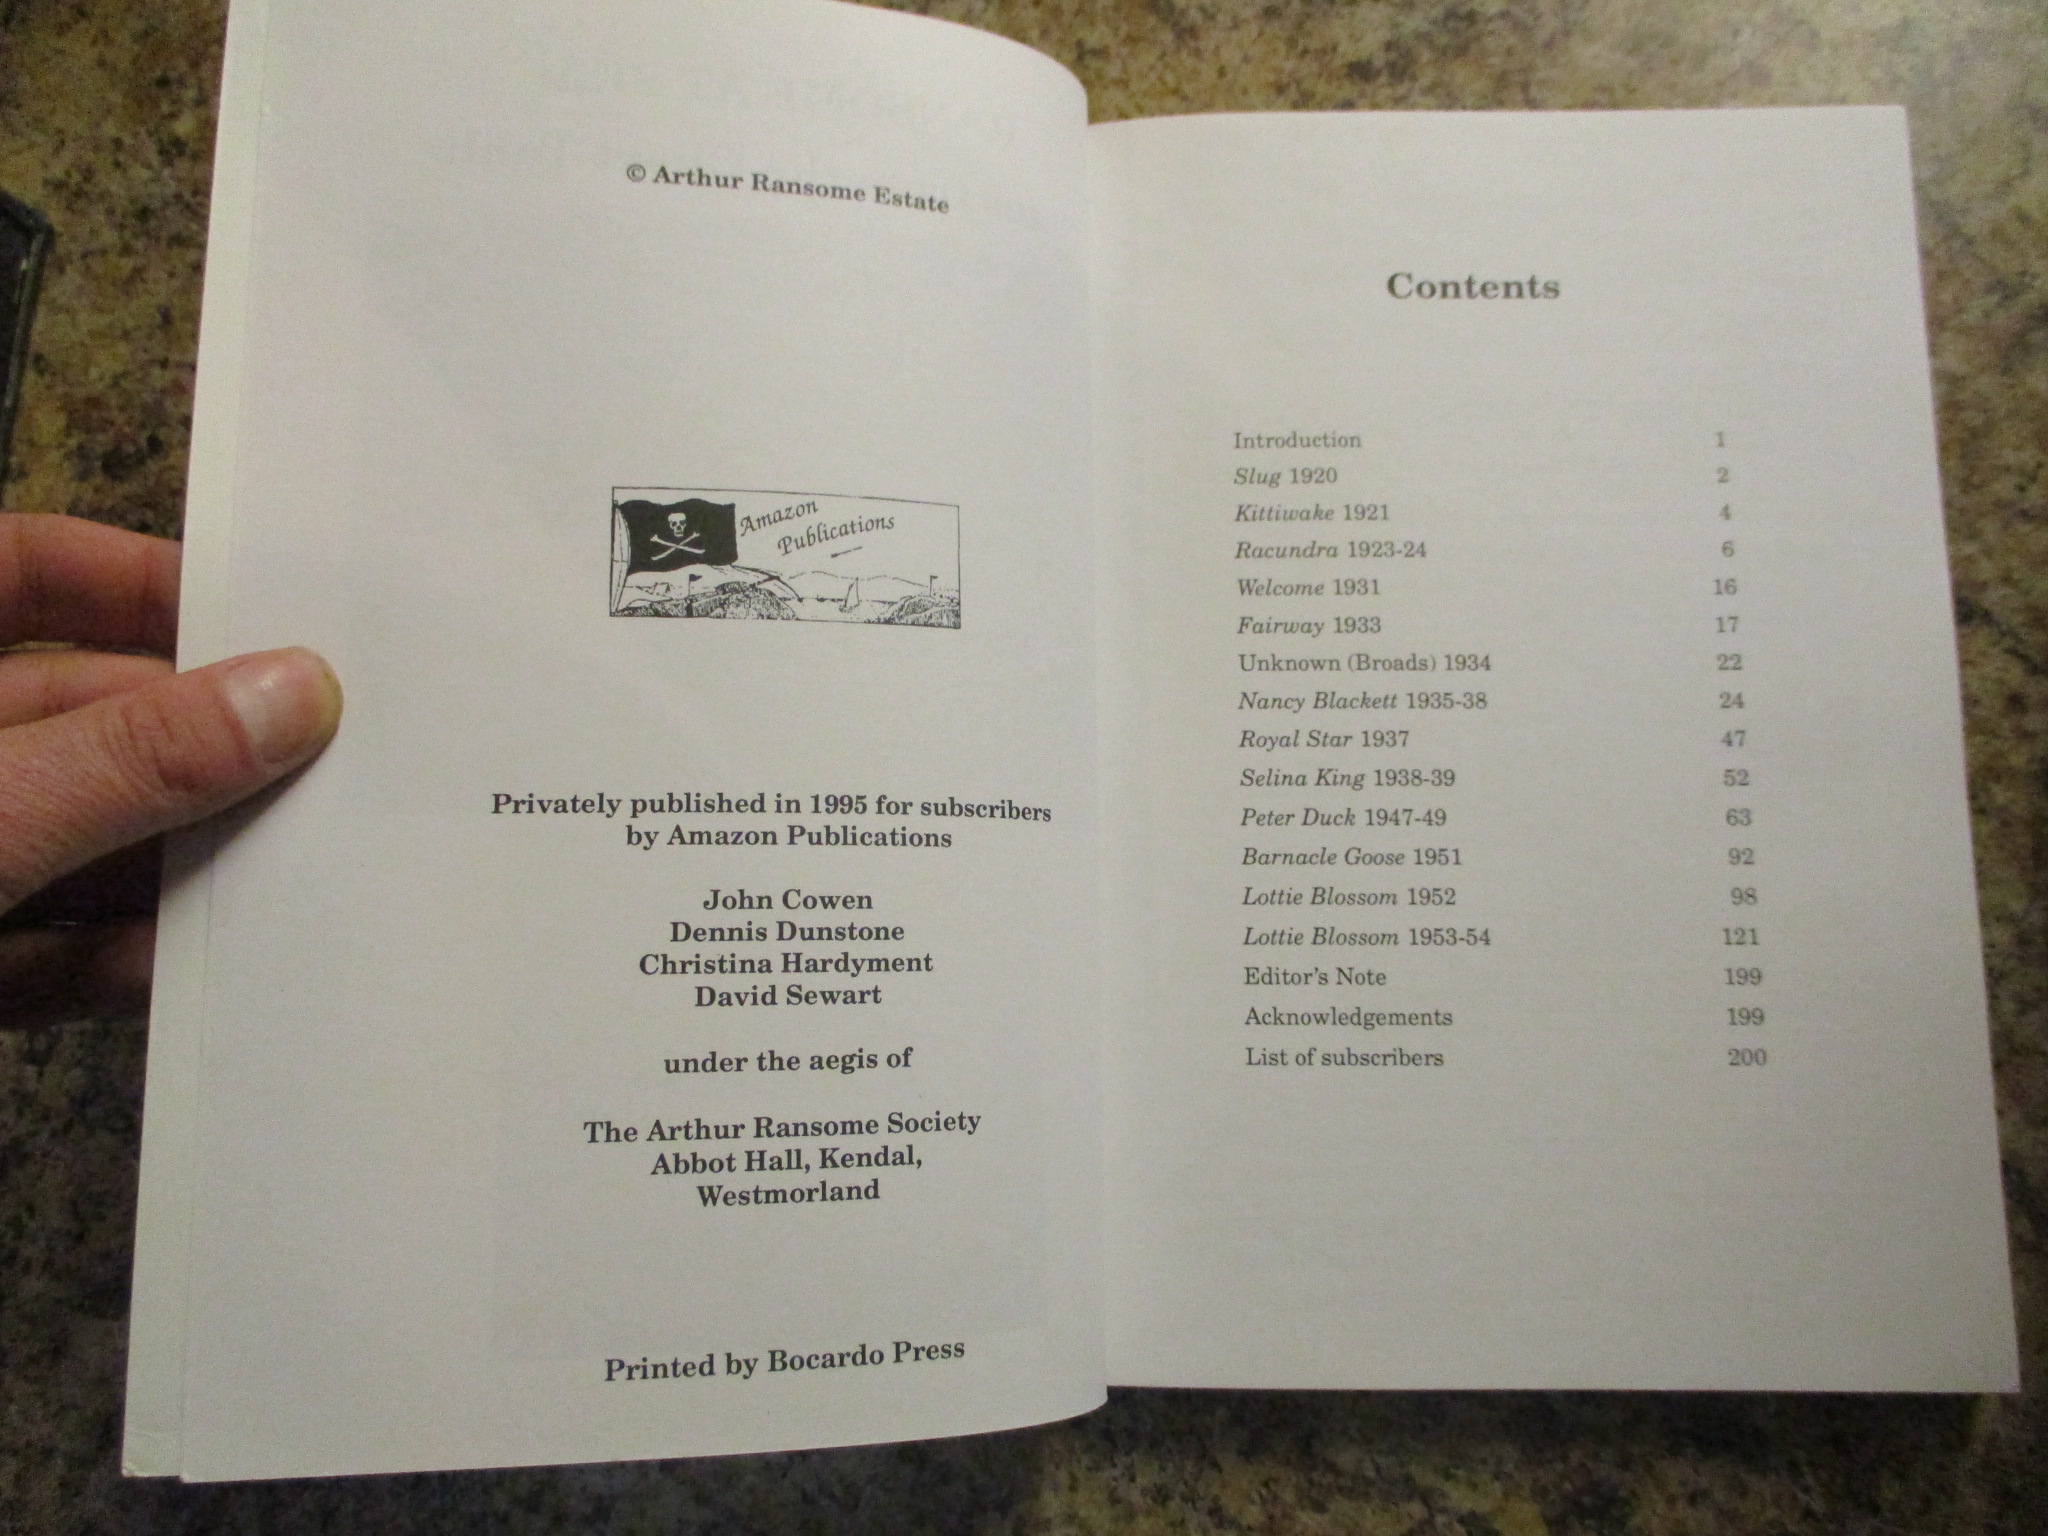 © Arthur Ransome Estate
Amazon
Publications
Privately published in 1995 for subscribers
by Amazon Publications
John Cowen
Dennis Dunstone
Christina Hardyment
David Sewart
under the aegis of
The Arthur Ransome Society
Abbot Hall, Kendal,
Westmorland
Printed by Bocardo Press
Contents
Introduction 1
Slug 1920 2
Kittiwake 1921 4
Racundra 1923-24 6
Welcome 1931 16
Fairway 1933 17
Unknown (Broads) 1934 22
Nancy Blackett 1935-38 24
Royal Star 1937 47
Selina King 1938-39 52
Peter Duck 1947-49 63
Barnacle Goose 1951 92
Lottie Blossom 1952 98
Lottie Blossom 1953-54 121
Editor's Note 199
Acknowledgements 199
List of subscribers 200